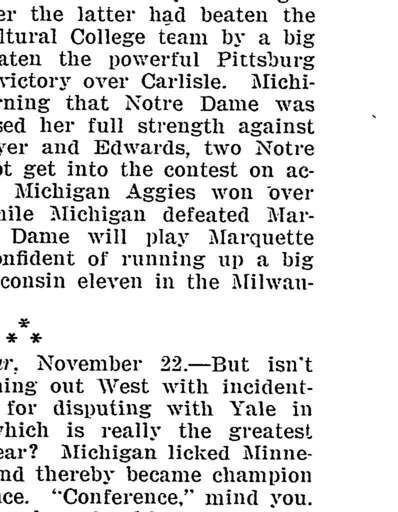 er the latter had beaten the
ltural College team by a big
aten the powerful Pittsburg
victory over Carlisle. Michi-
rning that Notre Dame was
sed her full strength against
yer and Edwards, two Notre
ot get into the contest on ac-
Michigan Aggies won over
hile Michigan defeated Mar-
Dame will play Marquette
onfident of running up a big
consin eleven in the Milwau-
*
* *
ar, November 22.—But isn't
ning out West with incident-
for disputing with Yale in
which is really the greatest
ear? Michigan licked Minne-
nd thereby became champion
nce. "Conference," mind you.